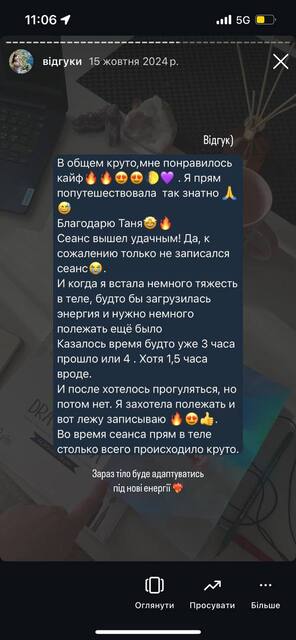 11:06
5G 52
відгуки 15 жовтня 2024 р.
Відгук)
В общем круто,мне понравилось
кайф🔥🔥😍😍🌔💜 . Я прям
попутешествовала так знатно 🙏
😄
Благодарю Таня🤩🔥
Сеанс вышел удачным! Да, к
сожалению только не записался
сеанс😭.
И когда я встала немного тяжесть
в теле, будто бы загрузилась
энергия и нужно немного
полежать ещё было
Казалось время будто уже 3 часа
прошло или 4 . Хотя 1,5 часа
вроде.
И после хотелось прогуляться, но
потом нет. Я захотела полежать и
вот лежу записываю 🔥😍👍.
Во время сеанса прям в теле
столько всего происходило круто.
Зараз тіло буде адаптуватись
під нові енергії ❤️‍🔥
Оглянути Просувати Більше